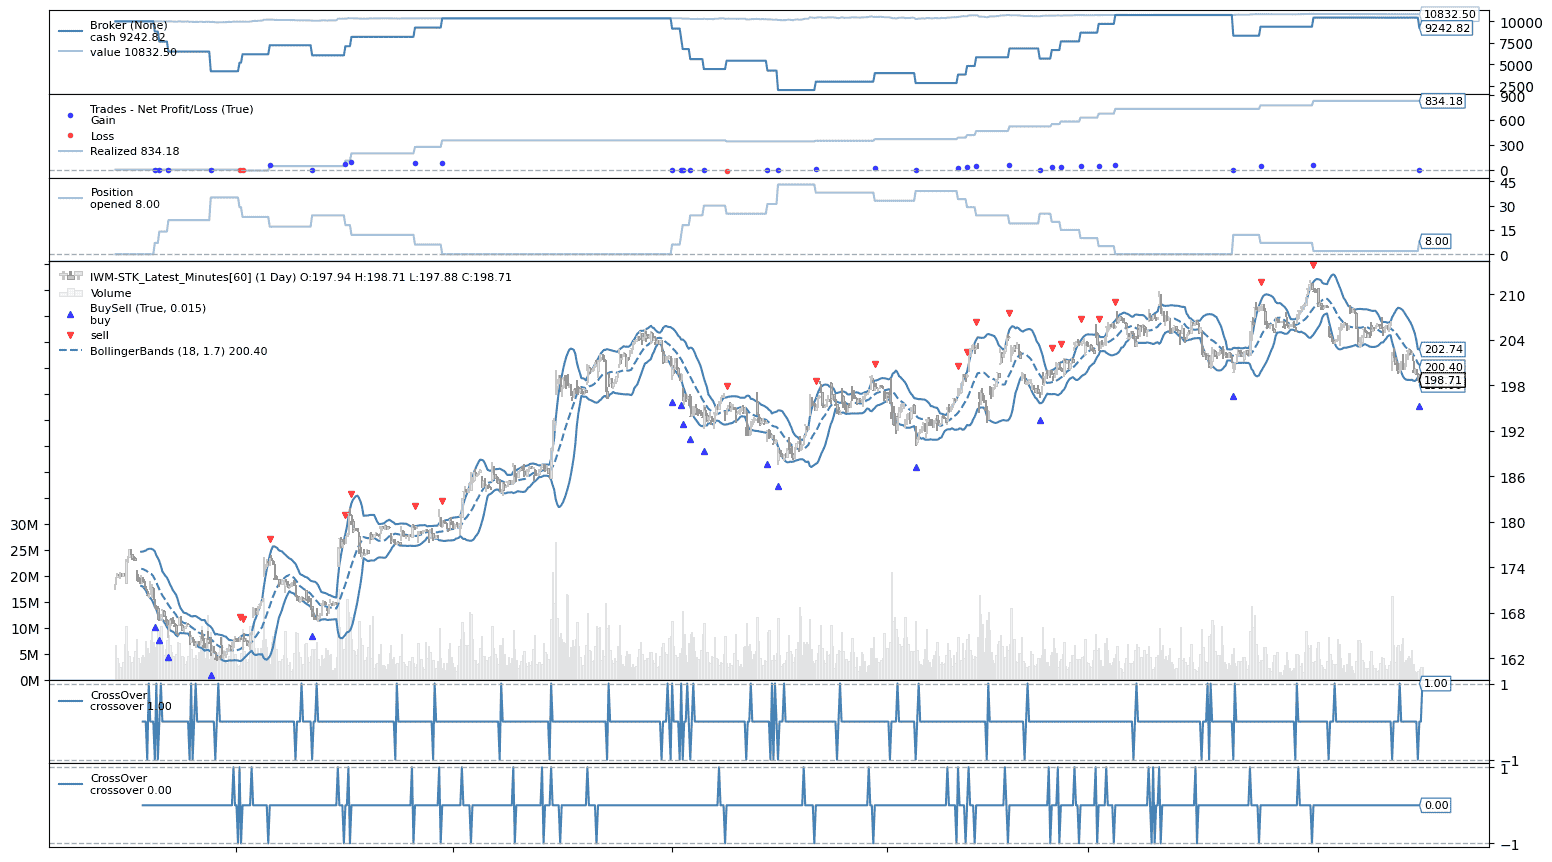 Broker (None)
cash 9242.82
value 10832.50
10832.50
9242.82
10000
7500
5000
2500
Trades - Net Profit/Loss (True)
Gain
Loss
Realized 834.18
834.18
900
600
300
0
Position
opened 8.00
8.00
45
30
15
0
IWM-STK_Latest_Minutes[60] (1 Day) O:197.94 H:198.71 L:197.88 C:198.71
Volume
BuySell (True, 0.015)
buy
sell
BollingerBands (18, 1.7) 200.40
202.74
200.40
198.71
210
204
198
192
186
180
174
168
162
30M
25M
20M
15M
10M
5M
0M
CrossOver
crossover 1.00
1.00
1
−1
CrossOver
crossover 0.00
0.00
1
−1